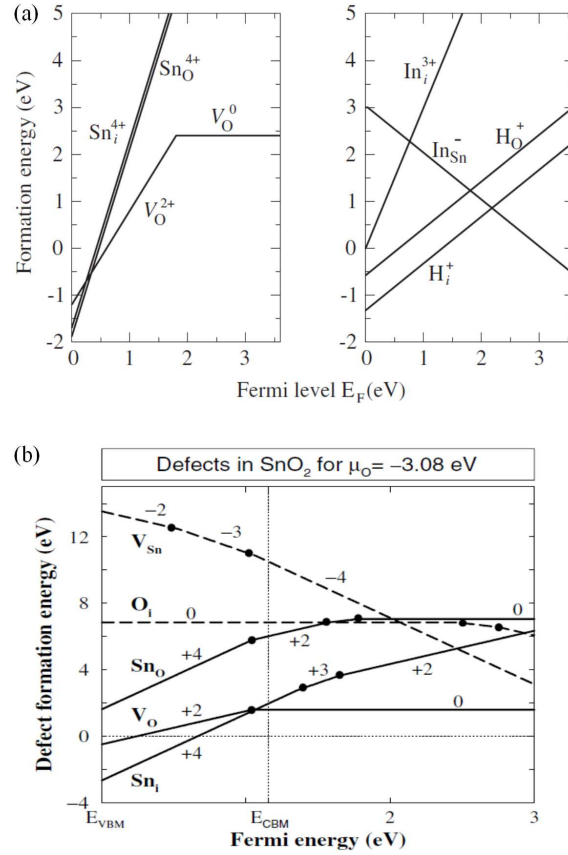 (a)
5
4
3
2
1
0
-1
-2
Formation energy (eV)
Sn_i^4+
Sn_O^4+
V_O^0
V_O^2+
0 1 2 3
5
4
3
2
1
0
-1
-2
In_i^3+
In_Sn^-
H_O^+
H_i^+
0 1 2 3
Fermi level E_F(eV)
(b)
Defects in SnO₂ for μ_O= −3.08 eV
Defect formation energy (eV)
12
8
4
0
−4
−2
−3
−4
V_Sn
O_i
0
0
+4
+2
Sn_O
+3
+2
V_O
+2
0
+4
Sn_i
E_VBM E_CBM 2 3
Fermi energy (eV)